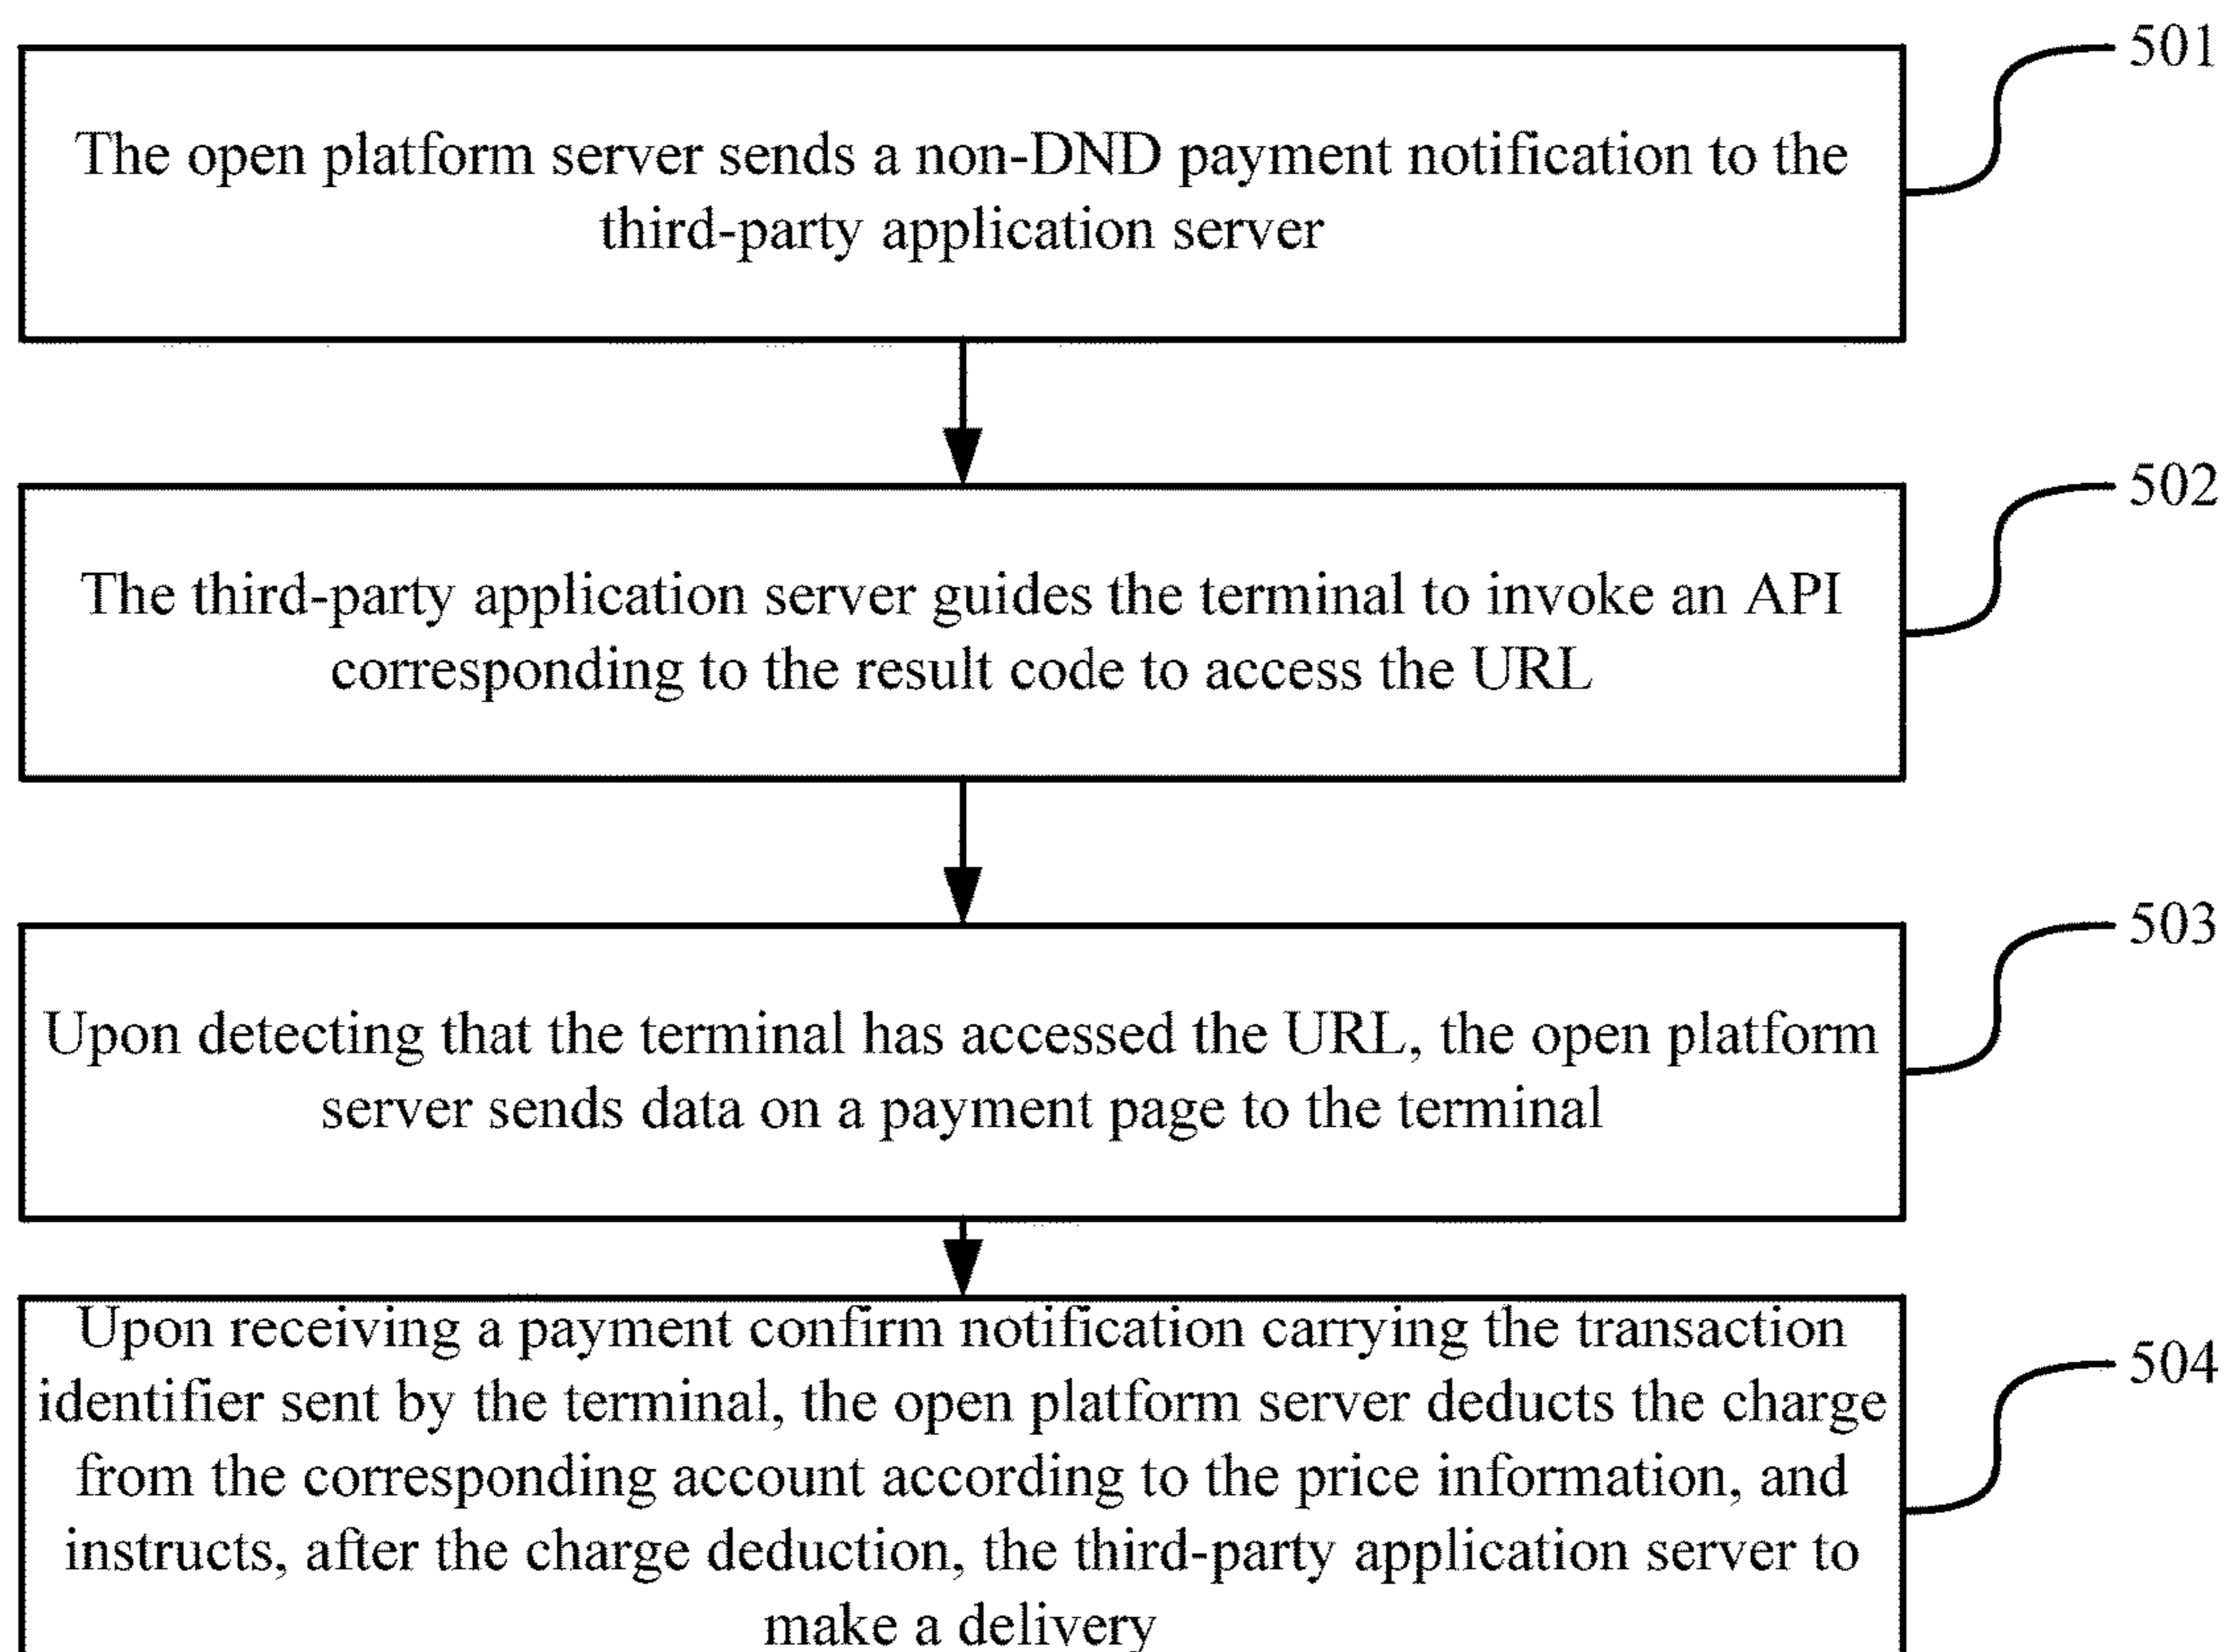 501
The open platform server sends a non-DND payment notification to the
third-party application server
502
The third-party application server guides the terminal to invoke an API
corresponding to the result code to access the URL
503
Upon detecting that the terminal has accessed the URL, the open platform
server sends data on a payment page to the terminal
504
Upon receiving a payment confirm notification carrying the transaction
identifier sent by the terminal, the open platform server deducts the charge
from the corresponding account according to the price information, and
instructs, after the charge deduction, the third-party application server to
make a delivery